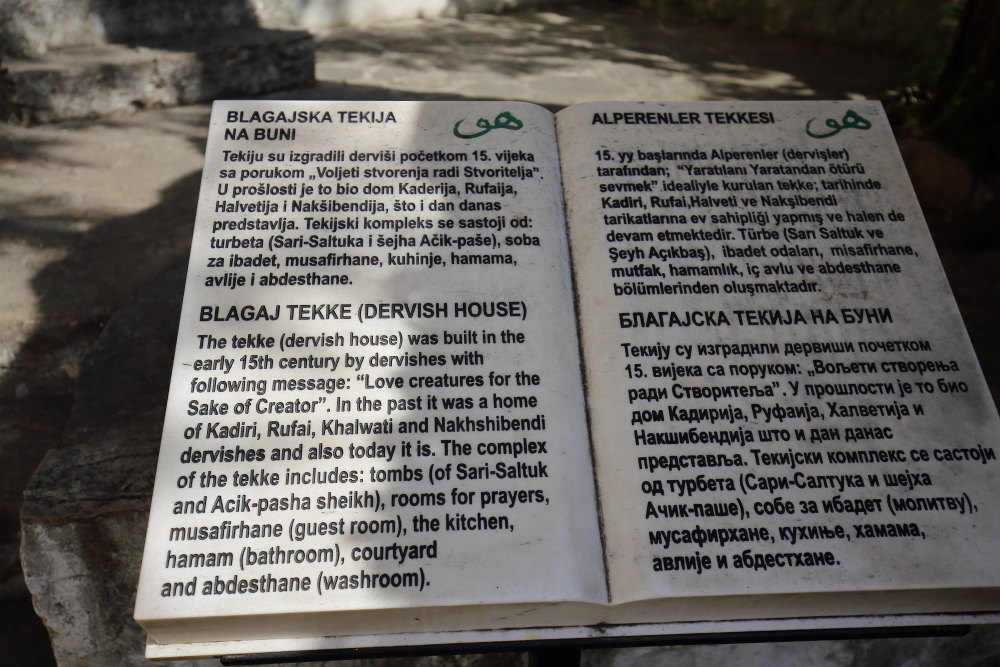 BLAGAJSKA TEKIJA
NA BUNI
هو
Tekiju su izgradili derviši početkom 15. vijeka
sa porukom „Voljeti stvorenja radi Stvoritelja”.
U prošlosti je to bio dom Kaderija, Rufaija,
Halvetija i Nakšibendija, što i dan danas
predstavlja. Tekijski kompleks se sastoji od:
turbeta (Sari-Saltuka i šejha Ačik-paše), soba
za ibadet, musafirhane, kuhinje, hamama,
avlije i abdesthane.
BLAGAJ TEKKE (DERVISH HOUSE)
The tekke (dervish house) was built in the
early 15th century by dervishes with
following message: “Love creatures for the
Sake of Creator”. In the past it was a home
of Kadiri, Rufai, Khalwati and Nakhshibendi
dervishes and also today it is. The complex
of the tekke includes: tombs (of Sari-Saltuk
and Acik-pasha sheikh), rooms for prayers,
musafirhane (guest room), the kitchen,
hamam (bathroom), courtyard
and abdesthane (washroom).
ALPERENLER TEKKESI
هو
15. yy başlarında Alperenler (dervişler)
tarafından; “Yaratılanı Yaratandan ötürü
sevmek” idealiyle kurulan tekke; tarihinde
Kadiri, Rufai,Halveti ve Nakşibendi
tarikatlarına ev sahipliği yapmış ve halen de
devam etmektedir. Türbe (Sarı Saltuk ve
Şeyh Açıkbaş), ibadet odaları, misafirhane,
mutfak, hamamlık, iç avlu ve abdesthane
bölümlerinden oluşmaktadır.
БЛАГАЈСКА ТЕКИЈА НА БУНИ
Текију су изграднли дервиши почетком
15. вијека са поруком: „Вољети створења
ради Створитеља”. У прошлости је то био
дом Кадирија, Руфаија, Халветија и
Накшибендија што и дан данас
представља. Текијски комплекс се састоји
од турбета (Сари-Салтука и шејха
Ачик-паше), собе за ибадет (молитву),
мусафирхане, кухиње, хамама,
авлије и абдестхане.